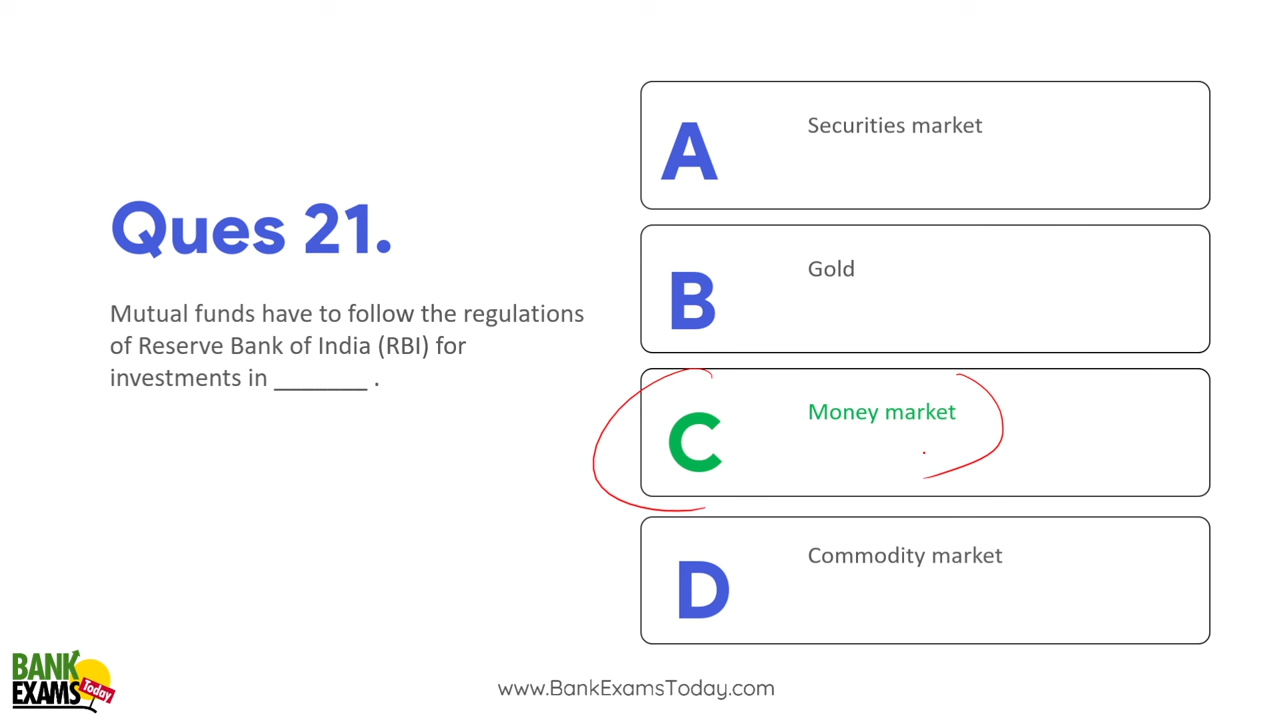 Ques 21.
Mutual funds have to follow the regulations
of Reserve Bank of India (RBI) for
investments in _______ .
A
Securities market
B
Gold
C
Money market
D
Commodity market
BANK
EXAMS
Today
www.BankExamsToday.com